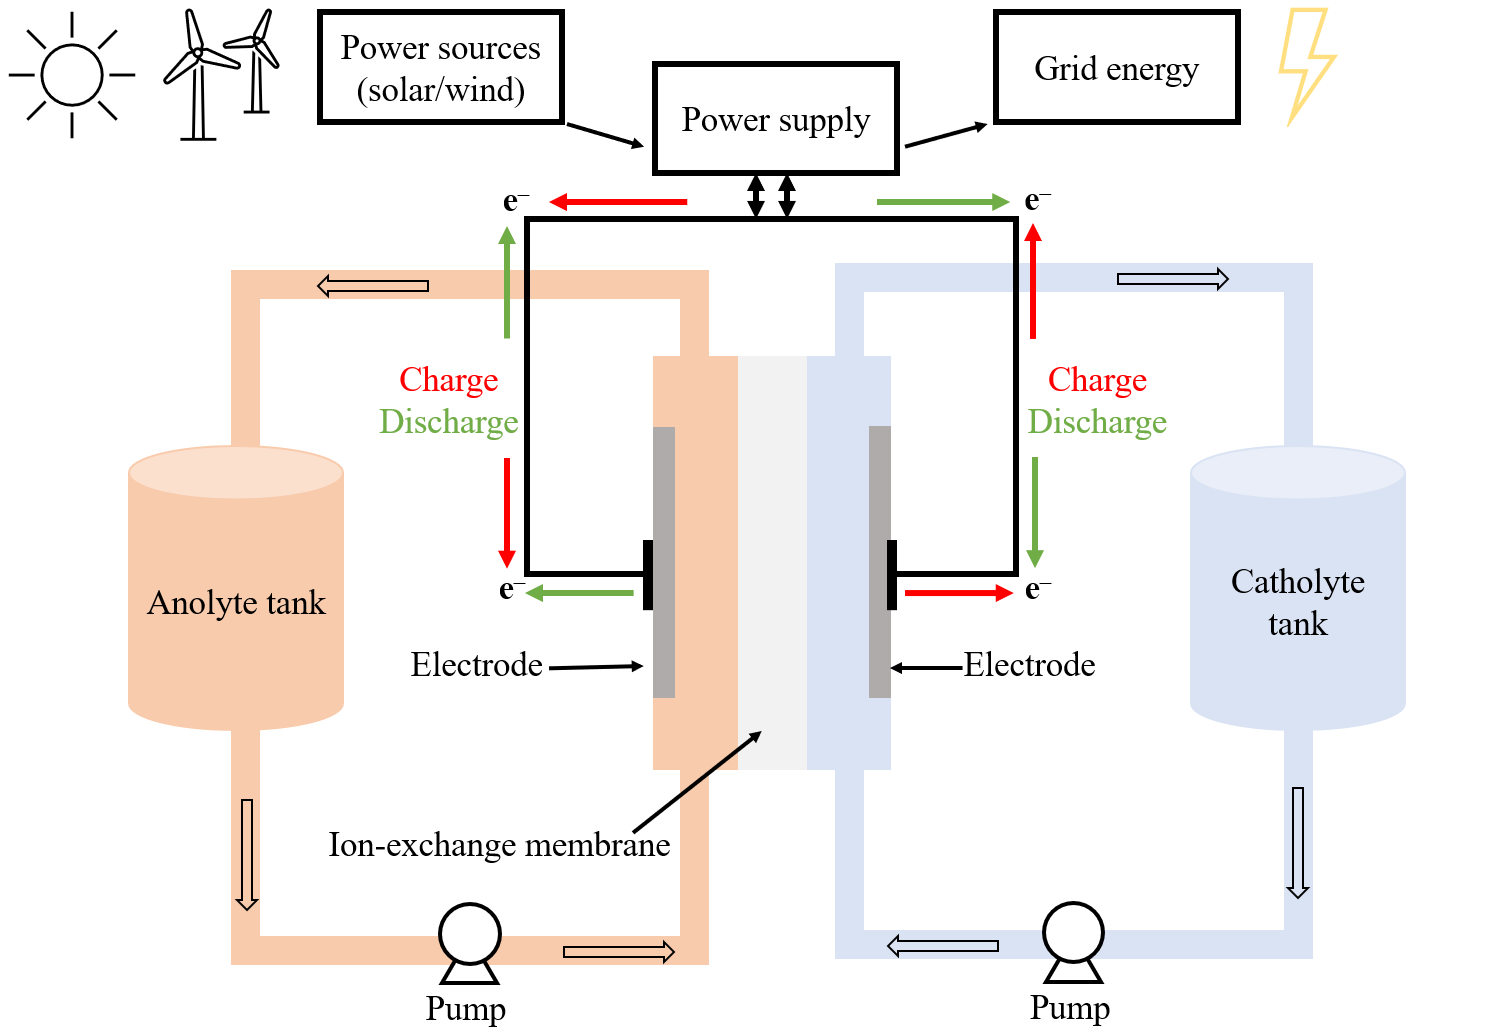 Power sources
(solar/wind)
Power supply
Grid energy
e–
e–
Charge
Discharge
Charge
Discharge
e–
e–
Anolyte tank
Catholyte
tank
Electrode
Electrode
Ion-exchange membrane
Pump
Pump